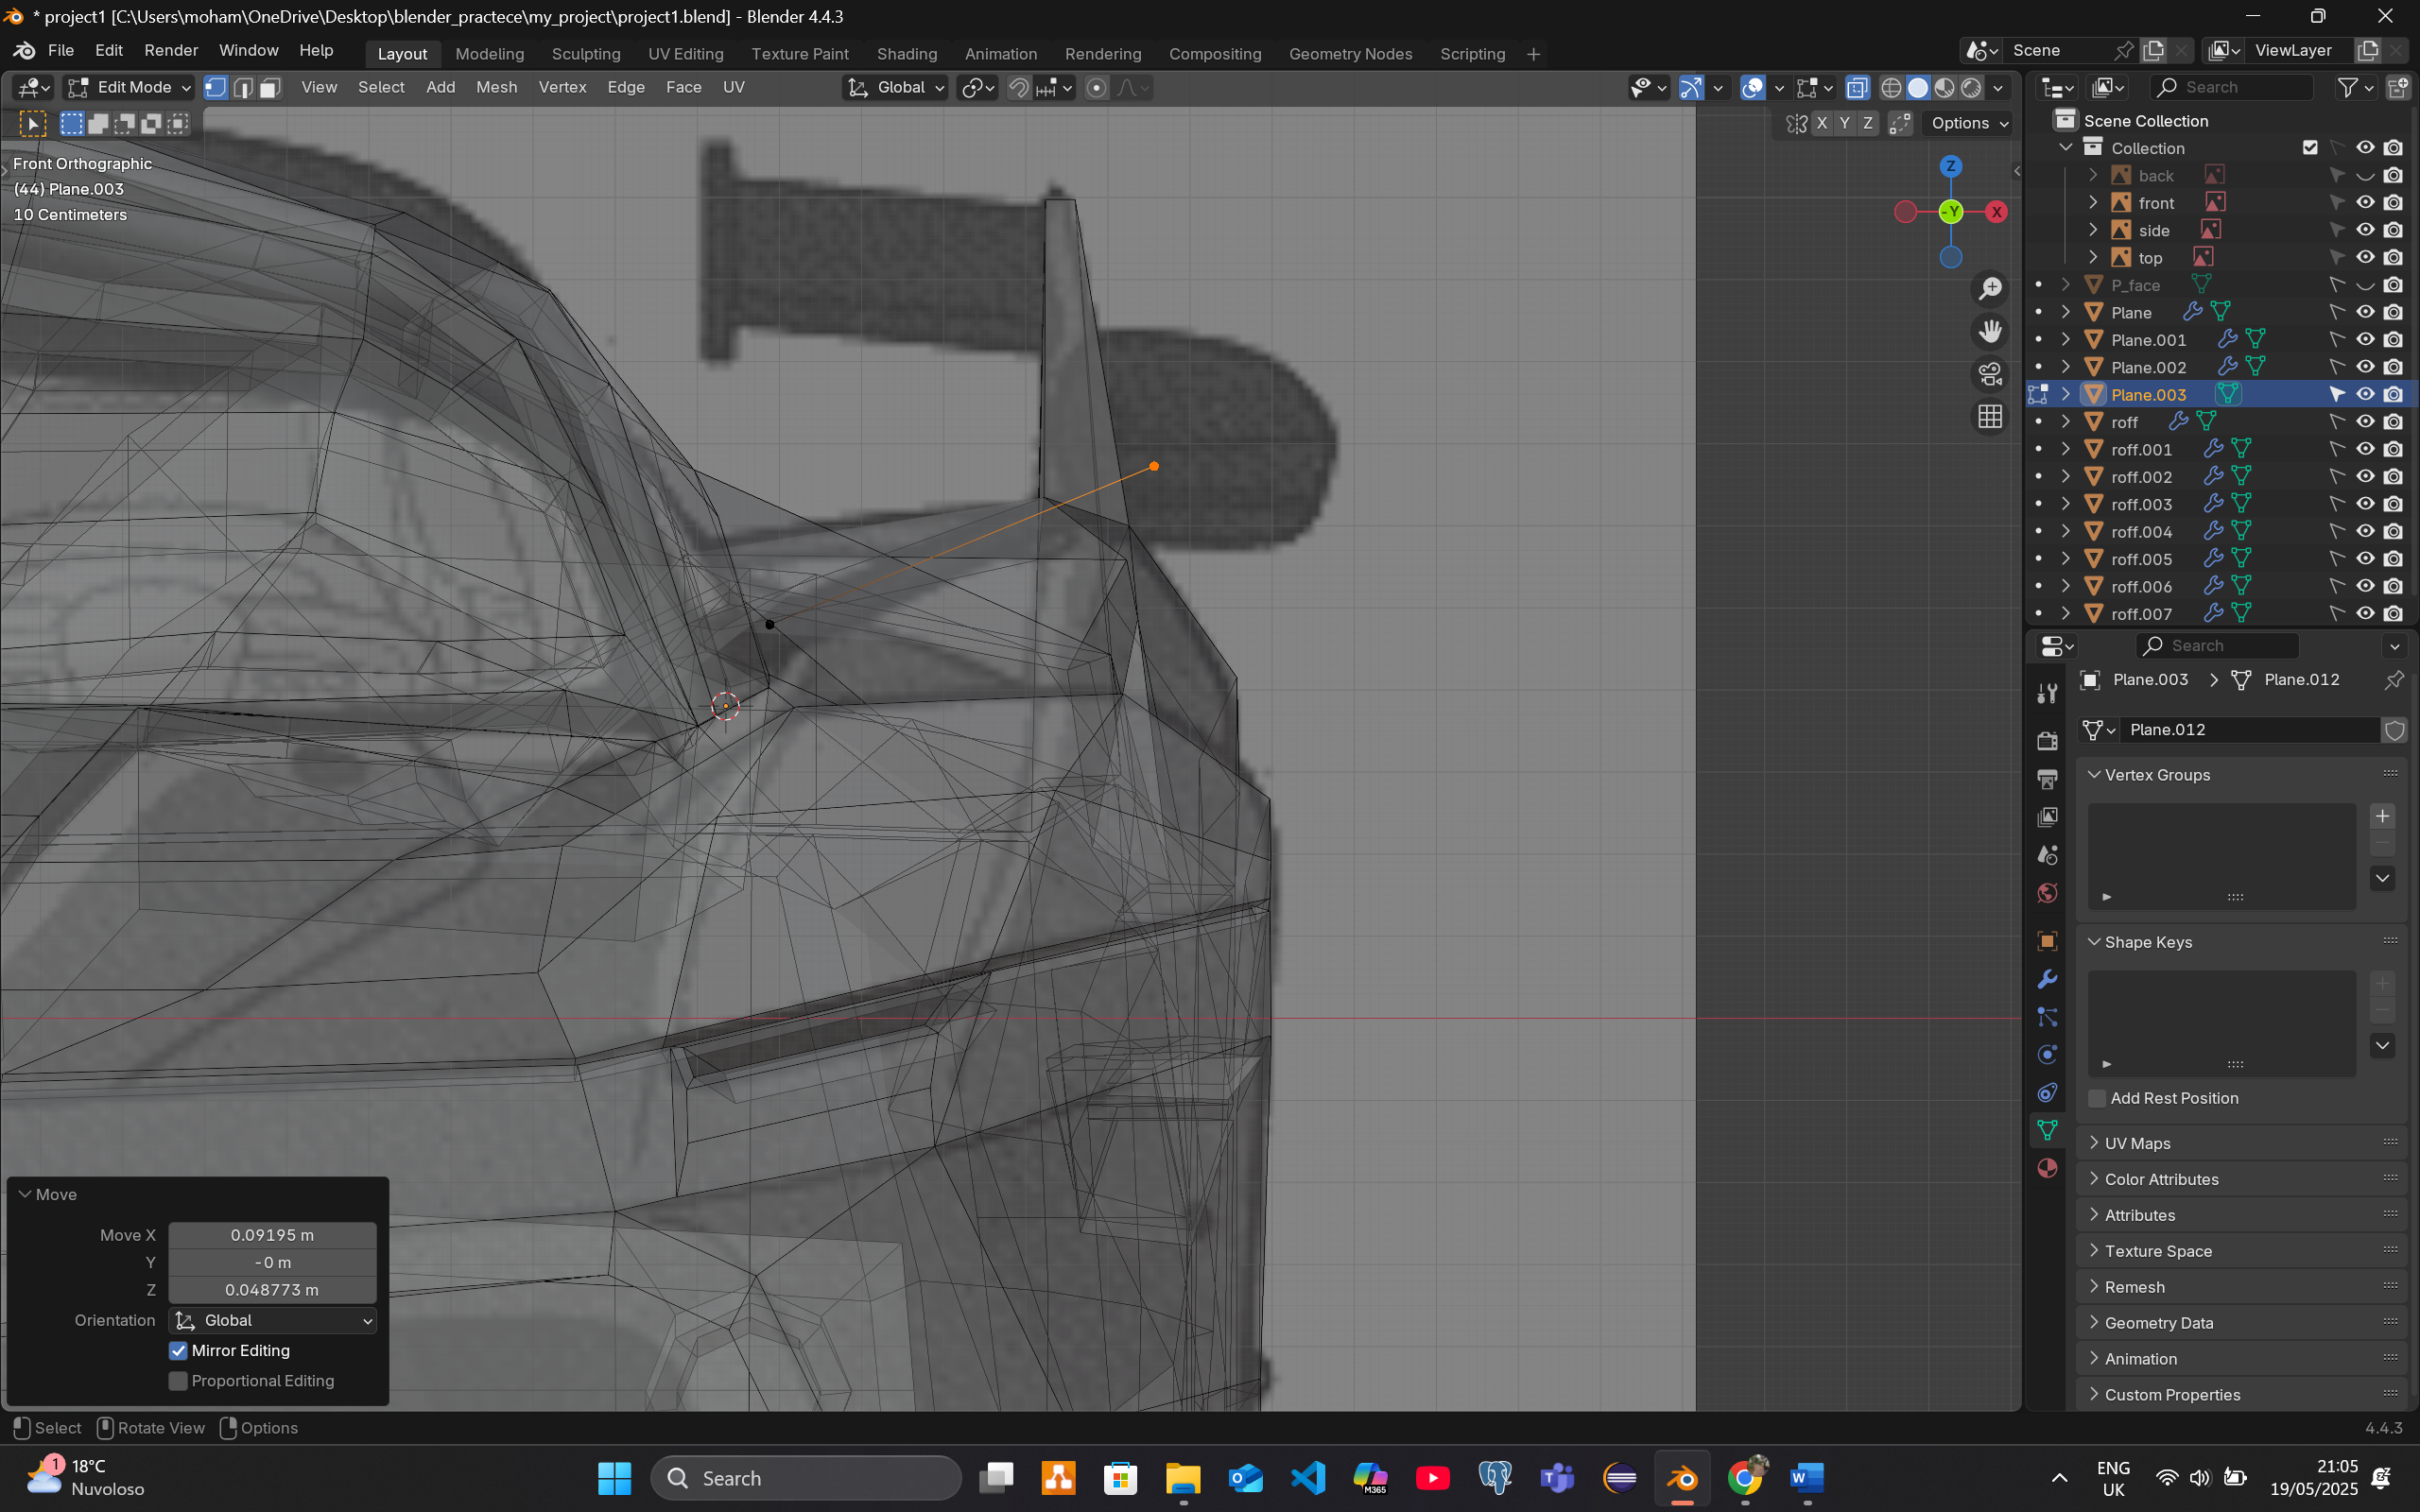 * project1 [C:\Users\moham\OneDrive\Desktop\blender_practece\my_project\project1.blend] - Blender 4.4.3
File Edit Render Window Help
Layout Modeling Sculpting UV Editing Texture Paint Shading Animation Rendering Compositing Geometry Nodes Scripting
Scene
ViewLayer
Edit Mode
View Select Add Mesh Vertex Edge Face UV
Global
Search
X Y Z
Options
Front Orthographic
(44) Plane.003
10 Centimeters
Z
-Y
X
Scene Collection
Collection
back
front
side
top
P_face
Plane
Plane.001
Plane.002
Plane.003
roff
roff.001
roff.002
roff.003
roff.004
roff.005
roff.006
roff.007
Search
Plane.003 Plane.012
Plane.012
Vertex Groups
Shape Keys
Add Rest Position
UV Maps
Color Attributes
Attributes
Texture Space
Remesh
Geometry Data
Animation
Custom Properties
Move
Move X 0.09195 m
Y -0 m
Z 0.048773 m
Orientation Global
Mirror Editing
Proportional Editing
Select Rotate View Options
4.4.3
1
18°C
Nuvoloso
Search
M365
ENG
UK
21:05
19/05/2025